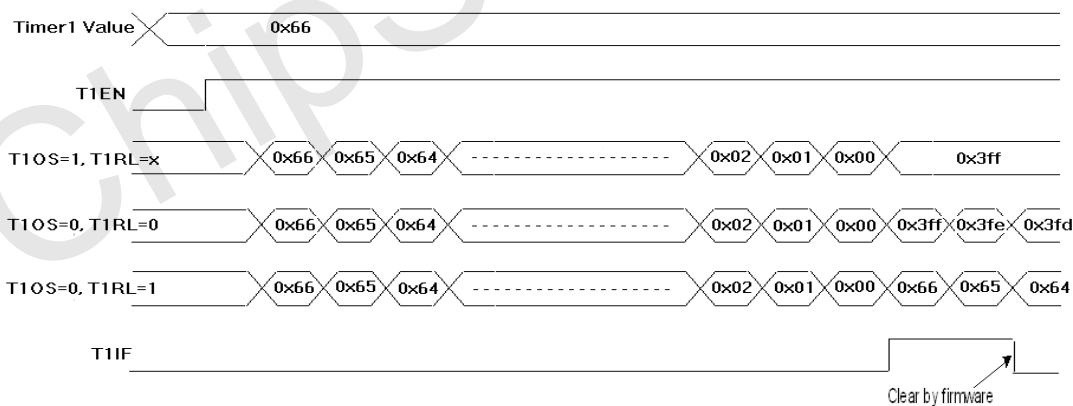 Timer1 Value 0x66
T1EN
T1OS=1, T1RL=x 0x66 0x65 0x64 0x02 0x01 0x00 0x3ff
T1OS=0, T1RL=0 0x66 0x65 0x64 0x02 0x01 0x00 0x3ff 0x3fe 0x3fd
T1OS=0, T1RL=1 0x66 0x65 0x64 0x02 0x01 0x00 0x66 0x65 0x64
T1IF
Clear by firmware